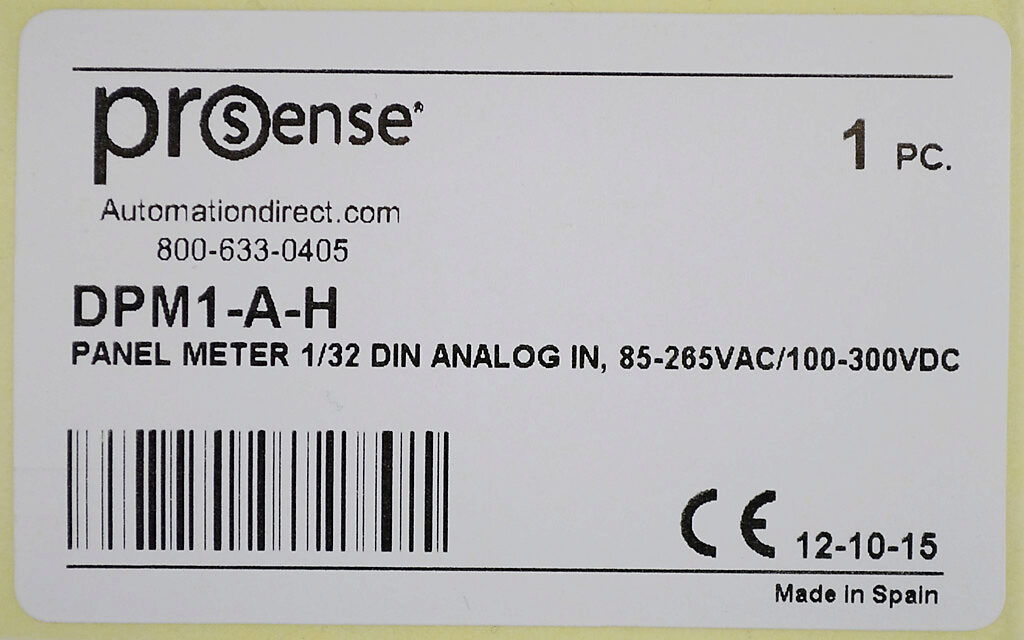 prosense®
1 PC.
Automationdirect.com
800-633-0405
DPM1-A-H
PANEL METER 1/32 DIN ANALOG IN, 85-265VAC/100-300VDC
CE 12-10-15
Made in Spain